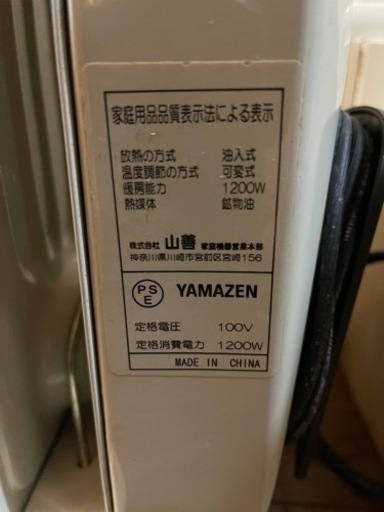 家庭用品品質表示法による表示
放熱の方式 油入式
温度調節の方式 可変式
暖房能力 1200W
熱媒体 鉱物油
株式会社 山善 家庭機器営業本部
神奈川県川崎市宮前区宮崎156
PSE YAMAZEN
定格電圧 100V
定格消費電力 1200W
MADE IN CHINA